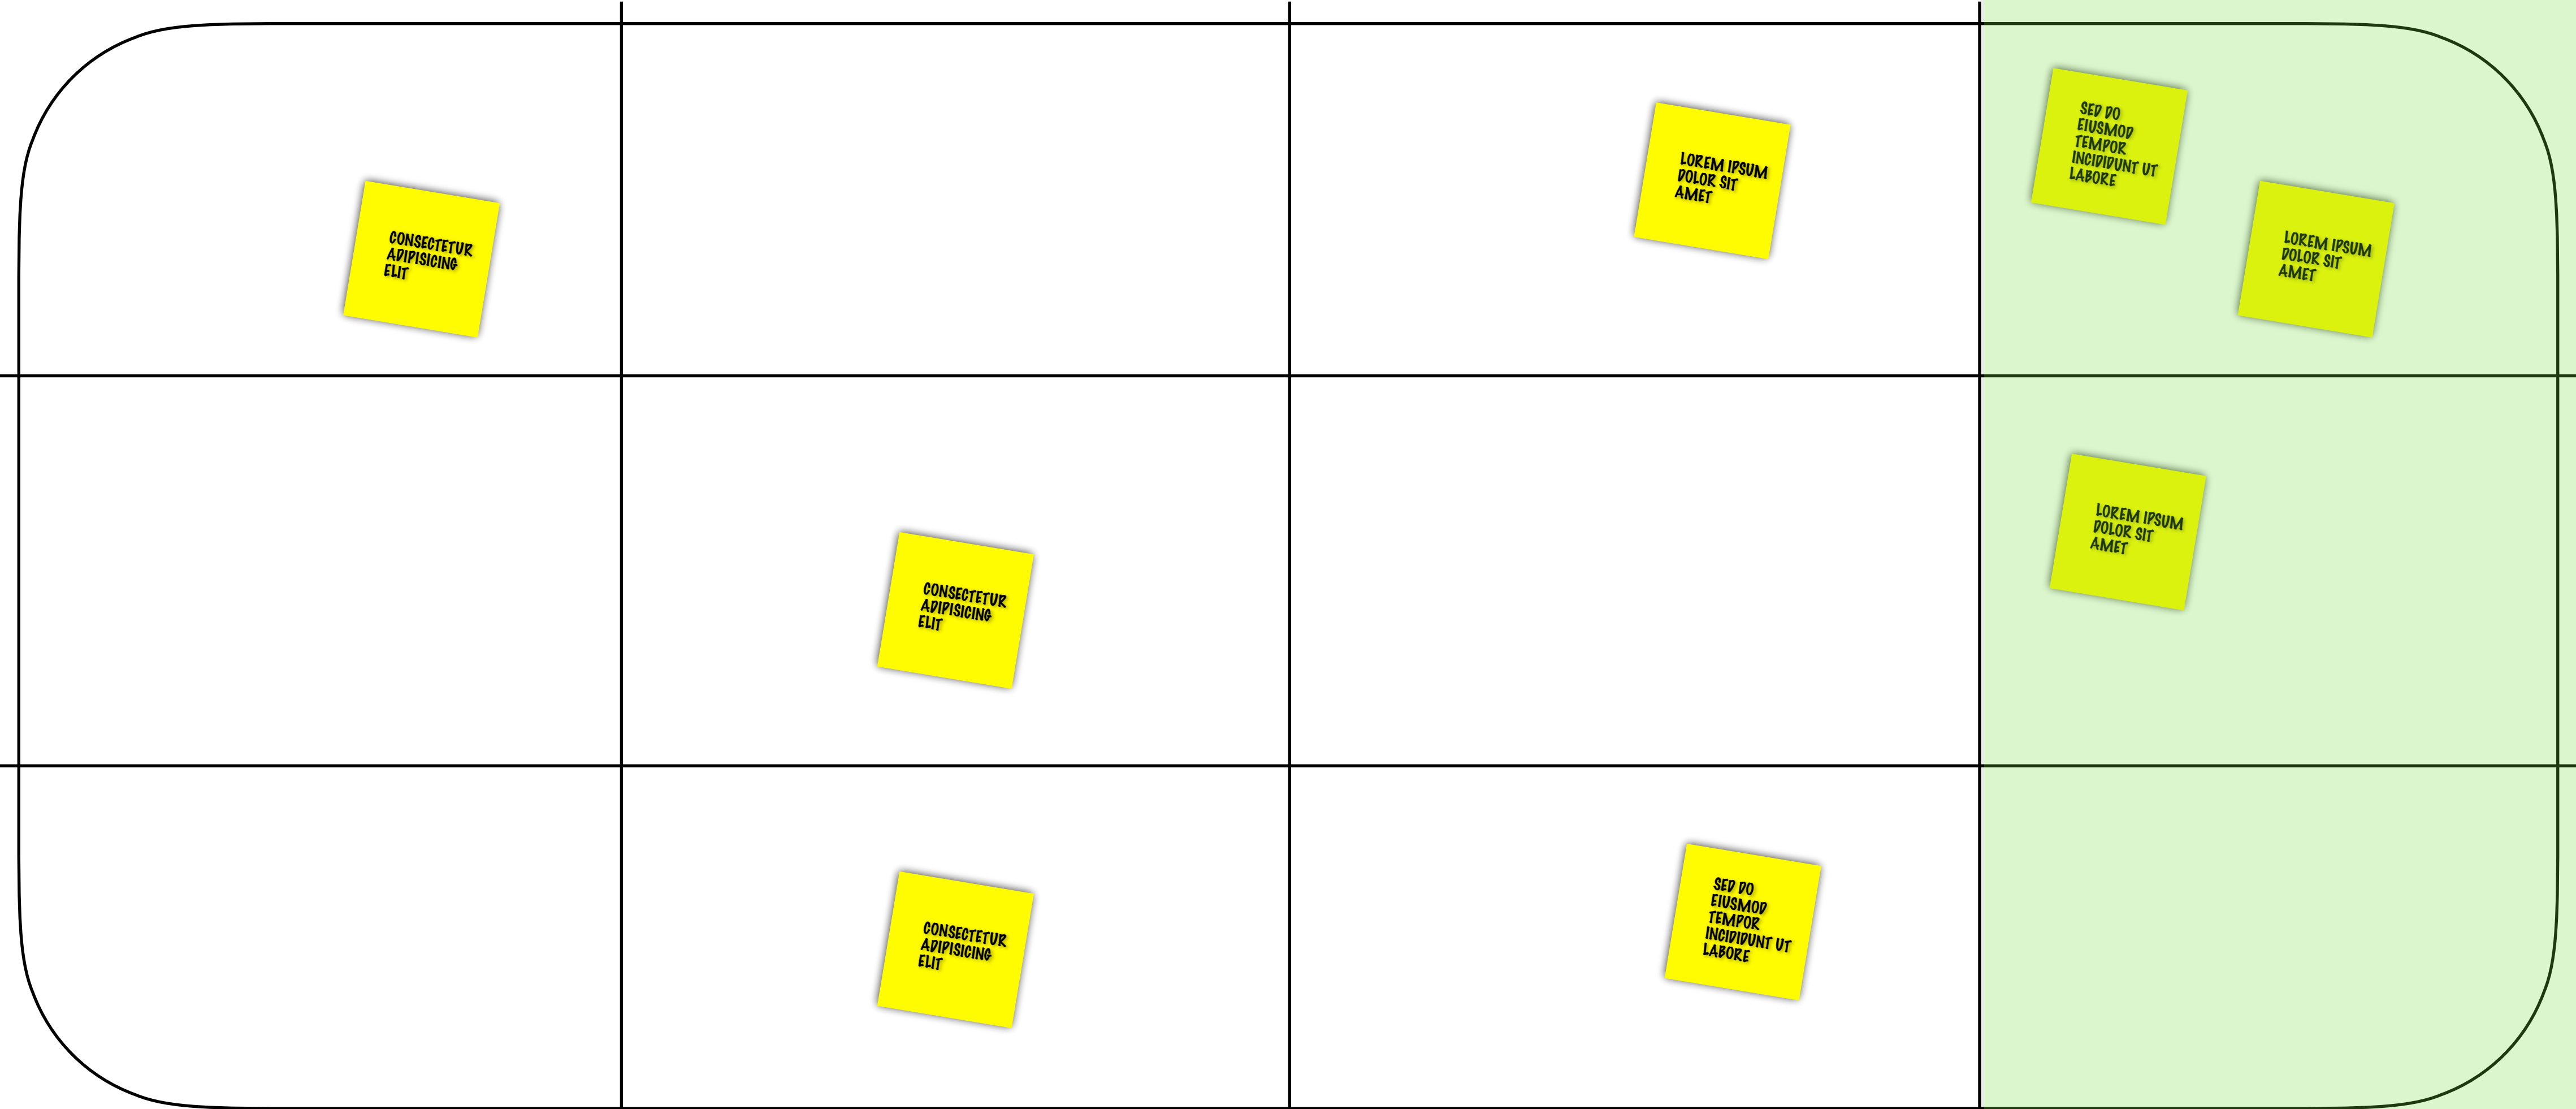 CONSECTETUR
ADIPISICING
ELIT
LOREM IPSUM
DOLOR SIT
AMET
SED DO
EIUSMOD
TEMPOR
INCIDIDUNT UT
LABORE
LOREM IPSUM
DOLOR SIT
AMET
CONSECTETUR
ADIPISICING
ELIT
LOREM IPSUM
DOLOR SIT
AMET
CONSECTETUR
ADIPISICING
ELIT
SED DO
EIUSMOD
TEMPOR
INCIDIDUNT UT
LABORE